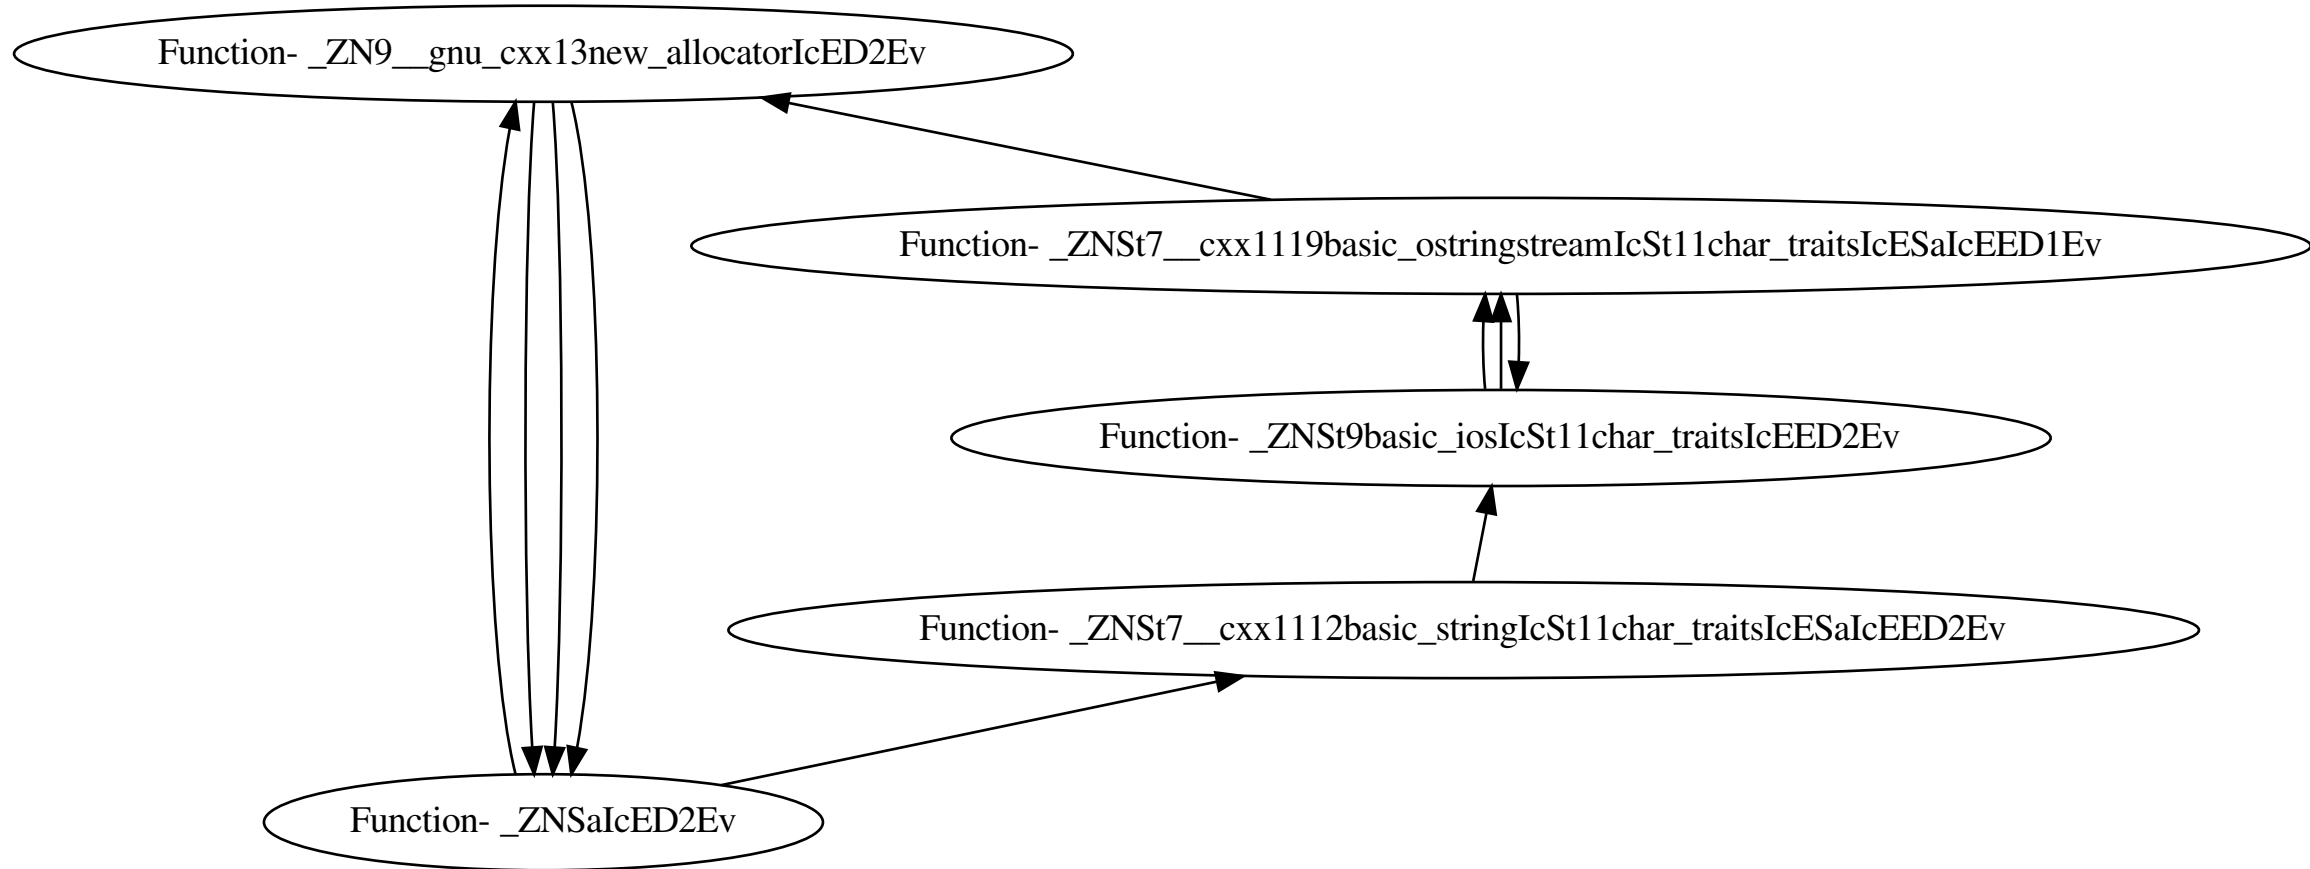 Function- _ZN9__gnu_cxx13new_allocatorIcED2Ev
Function- _ZNSt7__cxx1119basic_ostringstreamIcSt11char_traitsIcESaIcEED1Ev
Function- _ZNSt9basic_iosIcSt11char_traitsIcEED2Ev
Function- _ZNSt7__cxx1112basic_stringIcSt11char_traitsIcESaIcEED2Ev
Function- _ZNSaIcED2Ev